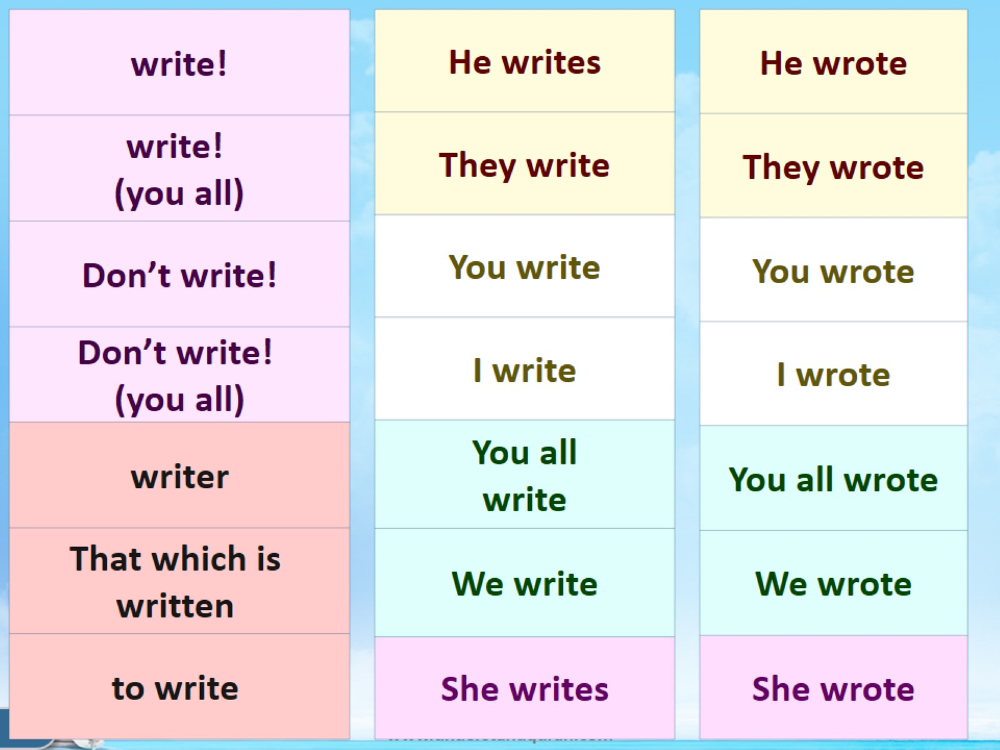 write!
write!
(you all)
Don’t write!
Don’t write!
(you all)
writer
That which is
written
to write
He writes
They write
You write
I write
You all
write
We write
She writes
He wrote
They wrote
You wrote
I wrote
You all wrote
We wrote
She wrote